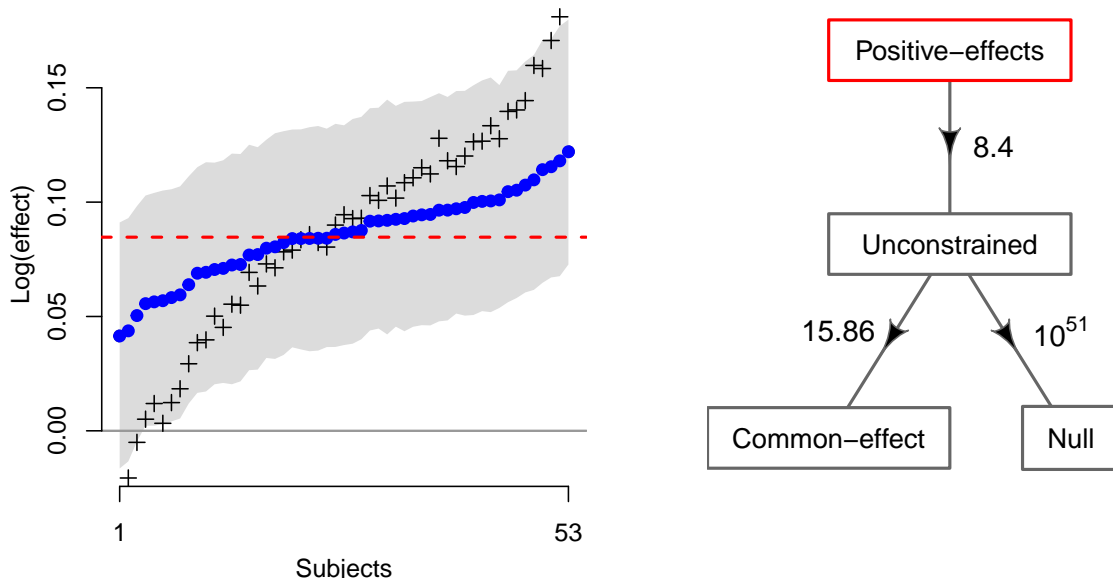 Log(effect)
0.15
0.10
0.05
0.00
1
53
Subjects
Positive−effects
8.4
Unconstrained
15.86
10^51
Common−effect
Null